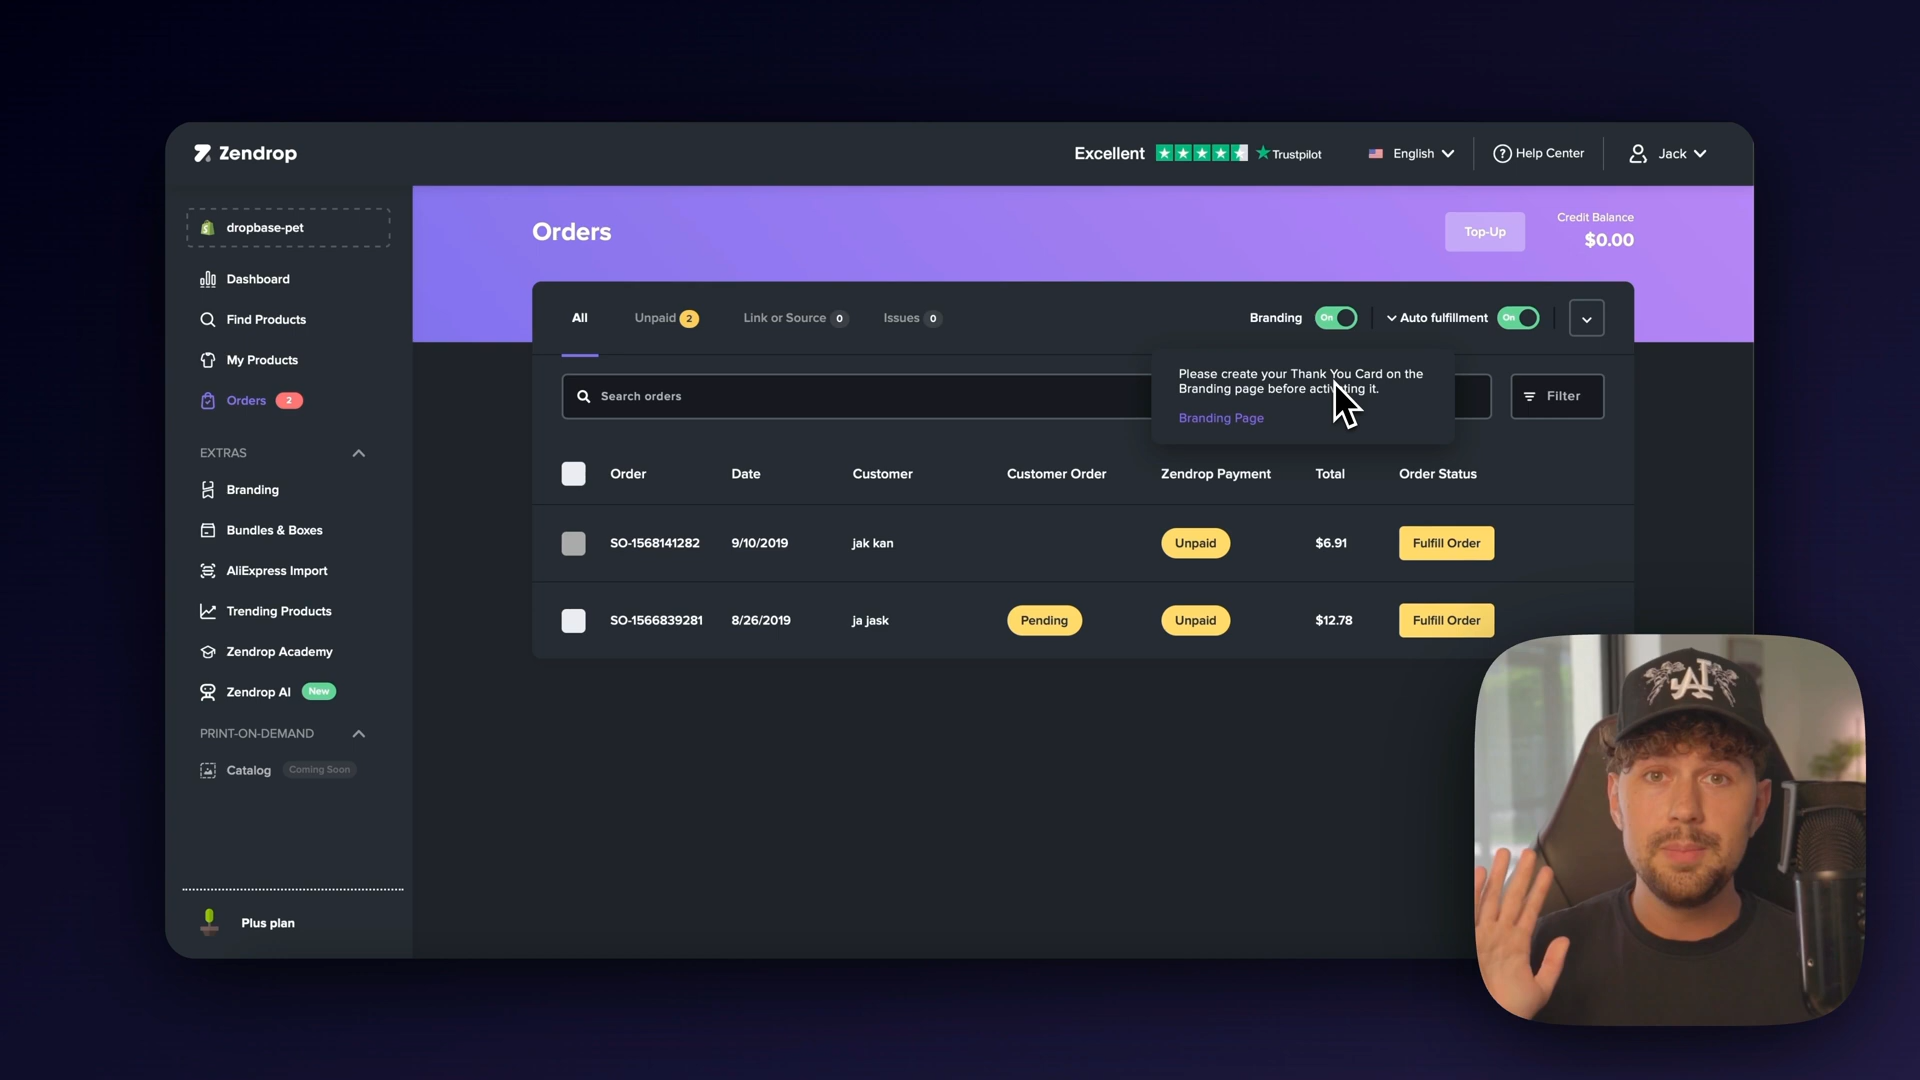 Zendrop
Excellent
Trustpilot
English
Help Center
Jack
dropbase-pet
Dashboard
Find Products
My Products
Orders 2
EXTRAS
Branding
Bundles & Boxes
AliExpress Import
Trending Products
Zendrop Academy
Zendrop AI New
PRINT-ON-DEMAND
Catalog Coming Soon
Plus plan
Orders
Top-Up
Credit Balance
$0.00
All
Unpaid 2
Link or Source 0
Issues 0
Branding On
Auto fulfillment On
Search orders
Filter
Please create your Thank You Card on the
Branding page before activating it.
Branding Page
Order Date Customer Customer Order Zendrop Payment Total Order Status
SO-1568141282 9/10/2019 jak kan Unpaid $6.91 Fulfill Order
SO-1566839281 8/26/2019 ja jask Pending Unpaid $12.78 Fulfill Order